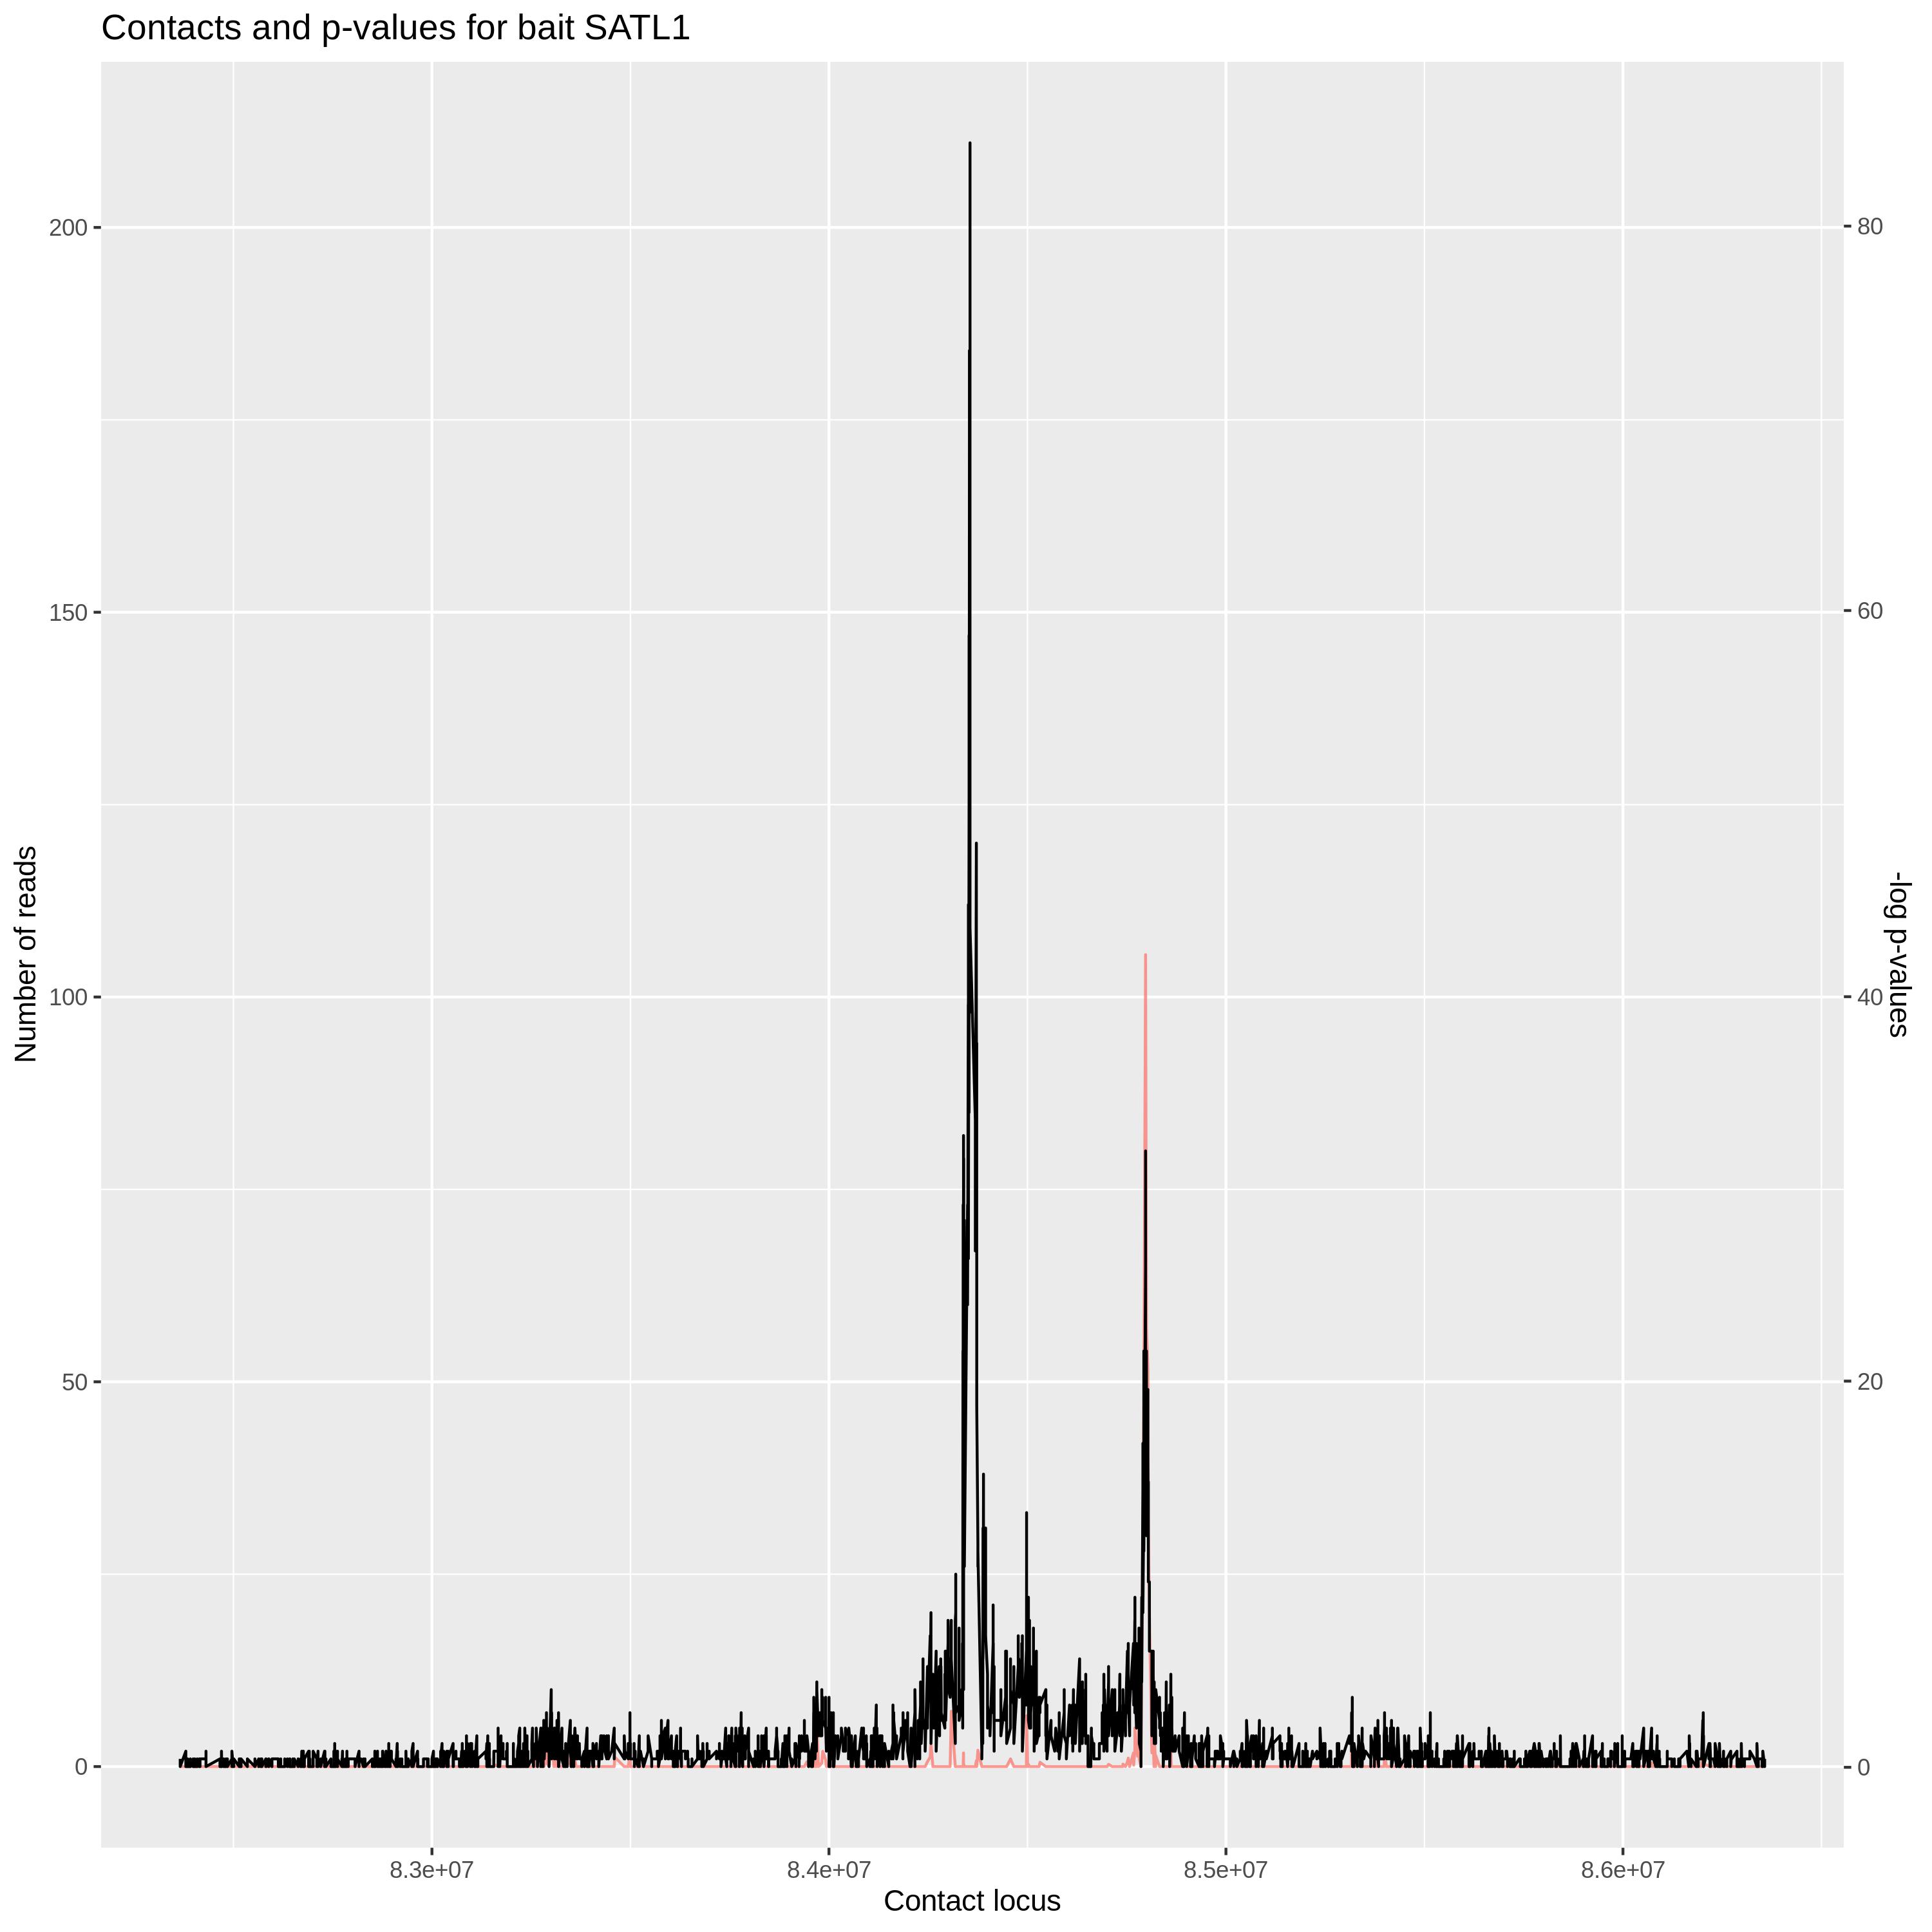 Contacts and p-values for bait SATL1
200
150
100
50
0
Number of reads
80
60
40
20
0
-log p-values
8.3e+07
8.4e+07
8.5e+07
8.6e+07
Contact locus